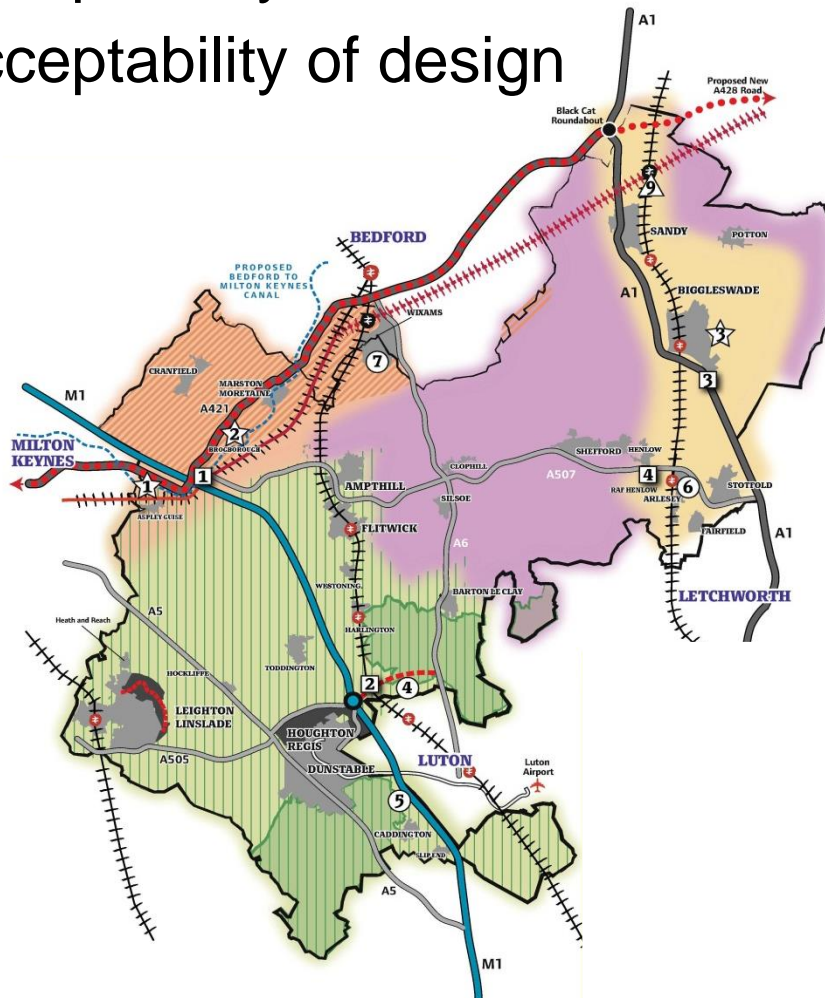 cceptability of design
A1
Proposed New
A428 Road
Black Cat
Roundabout
9
SANDY
POTTON
BEDFORD
PROPOSED
BEDFORD TO
MILTON KEYNES
CANAL
A1
BIGGLESWADE
WIXAMS
3
7
CRANFIELD
MARSTON
MORETAINE
3
M1
A421
2
BROGBOROUGH
MILTON
KEYNES
1
1
SHEFFORD
HENLOW
CLOPHILL
A507
4
6
AMPTHILL
RAF HENLOW
ARLESEY
STOTFOLD
SILSOE
ASPLEY GUISE
FLITWICK
FAIRFIELD
A1
A6
WESTONING
BARTON LE CLAY
LETCHWORTH
A5
Heath and Reach
HARLINGTON
TODDINGTON
HOCKLIFFE
2
4
LEIGHTON
LINSLADE
HOUGHTON
REGIS
A505
LUTON
DUNSTABLE
Luton
Airport
5
CADDINGTON
SLIP END
A5
M1